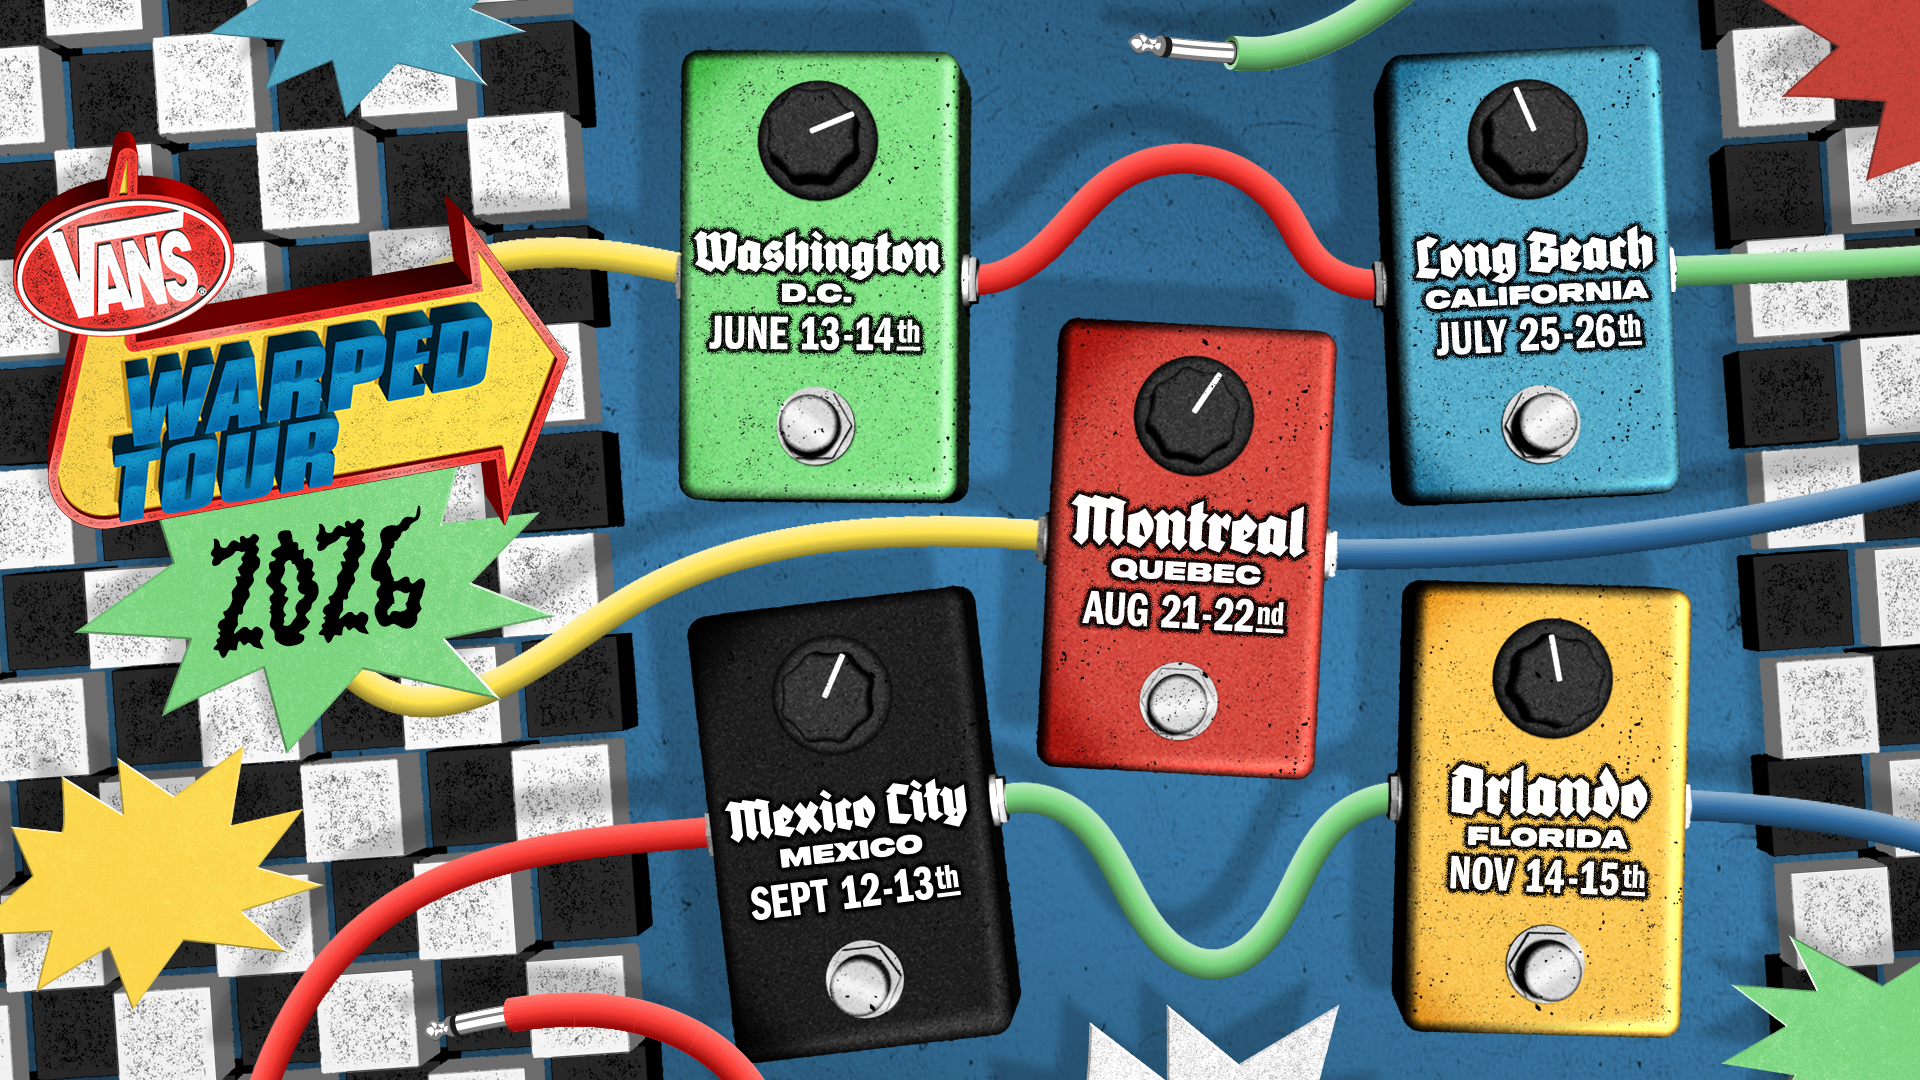 VANS®
WARPED
TOUR
2026
Washington
D.C.
JUNE 13-14th
Long Beach
CALIFORNIA
JULY 25-26th
Montreal
QUEBEC
AUG 21-22nd
Mexico City
MEXICO
SEPT 12-13th
Orlando
FLORIDA
NOV 14-15th